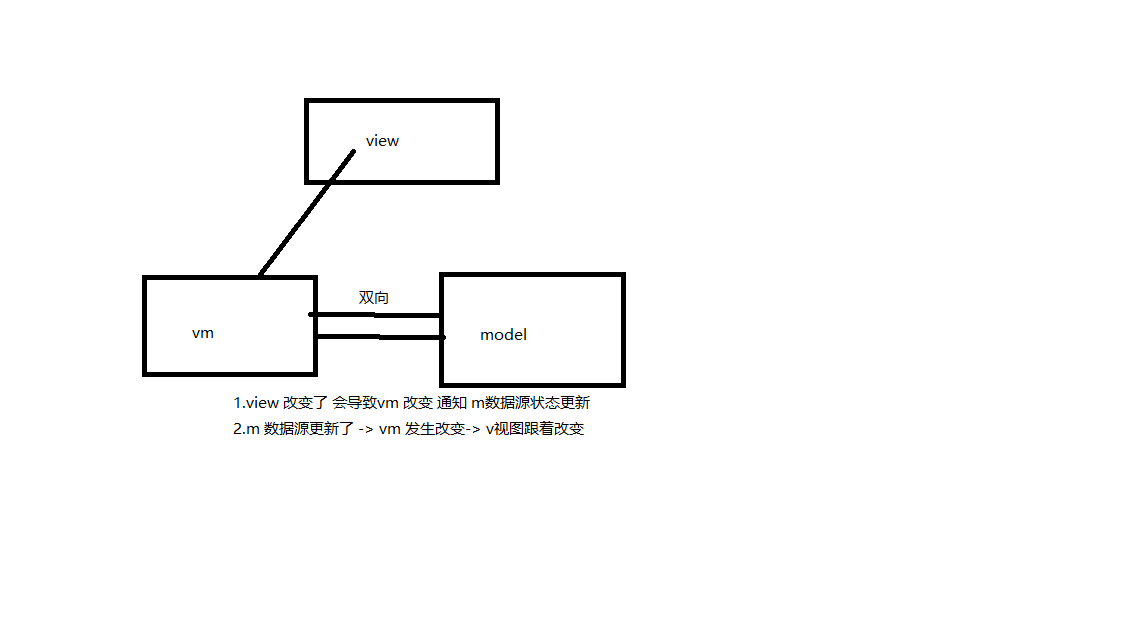 view
双向
vm
model
1.view 改变了 会导致vm 改变 通知 m数据源状态更新
2.m 数据源更新了 -> vm 发生改变-> v视图跟着改变